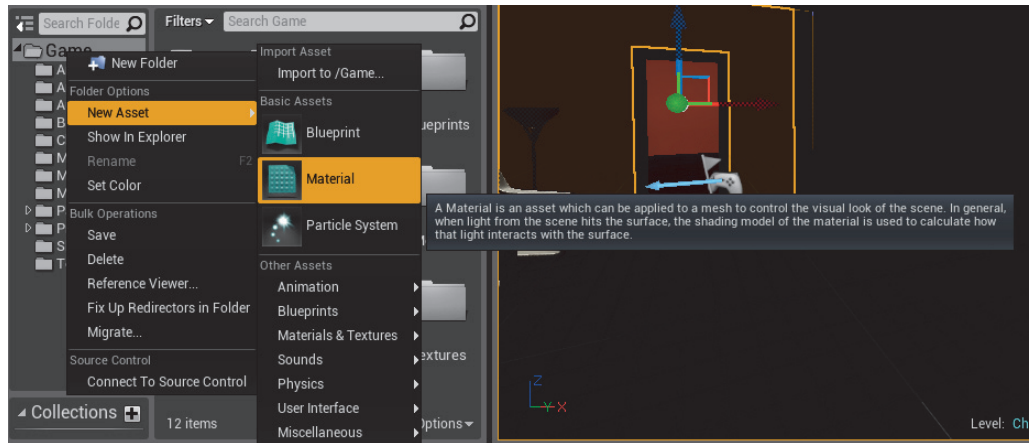 Search Folde
Filters
Search Game
Game
New Folder
Folder Options
New Asset
Show In Explorer
Rename F2
Set Color
Bulk Operations
Save
Delete
Reference Viewer...
Fix Up Redirectors in Folder
Migrate...
Source Control
Connect To Source Control
Collections
12 items
Import Asset
Import to /Game...
Basic Assets
Blueprint
Material
Particle System
Other Assets
Animation
Blueprints
Materials & Textures
Sounds
Physics
User Interface
Miscellaneous
ueprints
extures
Options
A Material is an asset which can be applied to a mesh to control the visual look of the scene. In general,
when light from the scene hits the surface, the shading model of the material is used to calculate how
that light interacts with the surface.
Z
Y X
Level: Ch